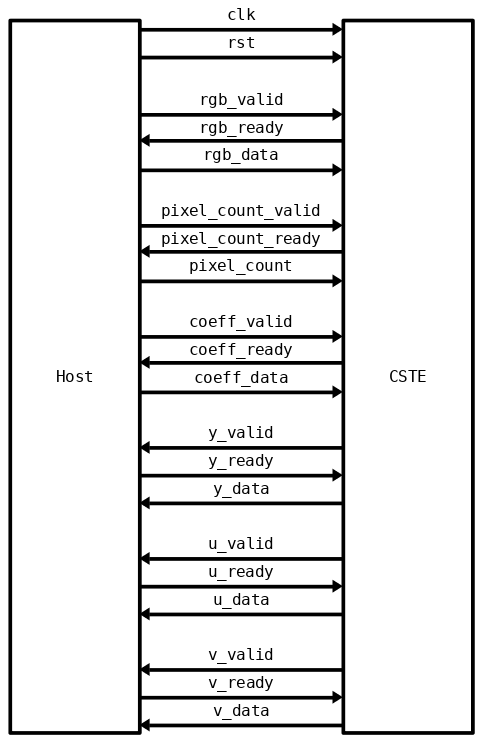 clk
rst
rgb_valid
rgb_ready
rgb_data
pixel_count_valid
pixel_count_ready
pixel_count
coeff_valid
coeff_ready
Host
coeff_data
CSTE
y_valid
y_ready
y_data
u_valid
u_ready
u_data
v_valid
v_ready
v_data